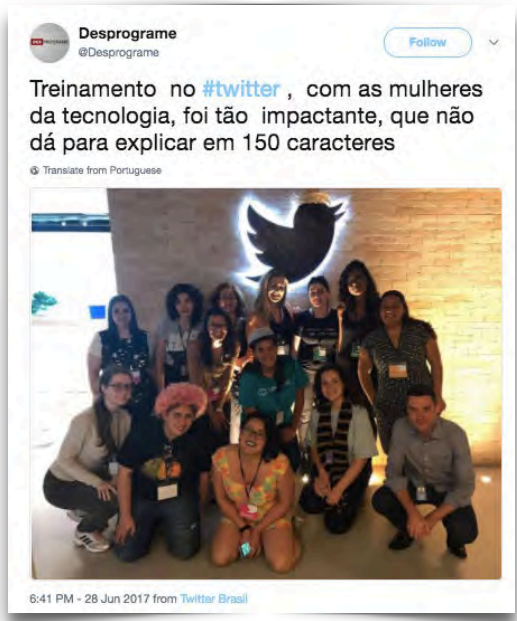 Desprograme
@Desprograme
Follow
Treinamento no #twitter , com as mulheres
da tecnologia, foi tão impactante, que não
dá para explicar em 150 caracteres
Translate from Portuguese
6:41 PM - 28 Jun 2017 from Twitter Brasil